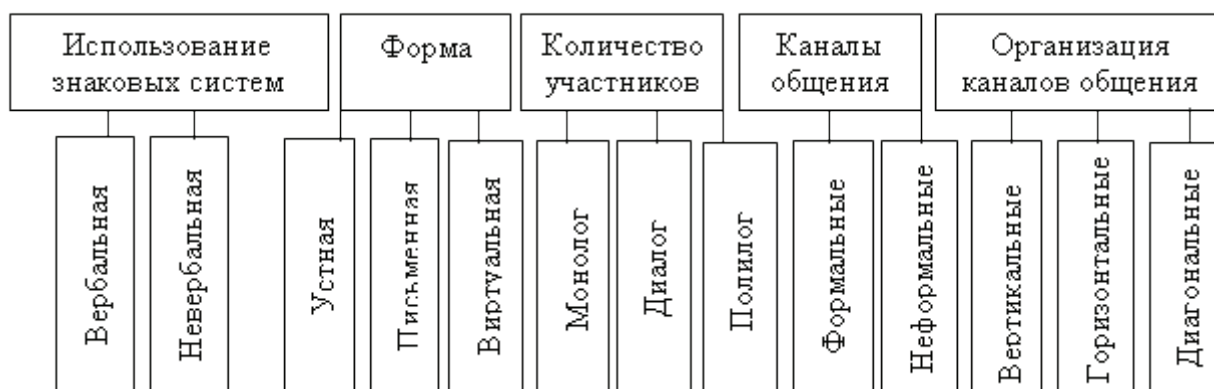 Использование
знаковых систем
Форма
Количество
участников
Каналы
общения
Организация
каналов общения
Вербальная
Невербальная
Устная
Письменная
Виртуальная
Монолог
Диалог
Полилог
Формальные
Неформальные
Вертикальные
Горизонтальные
Диагональные